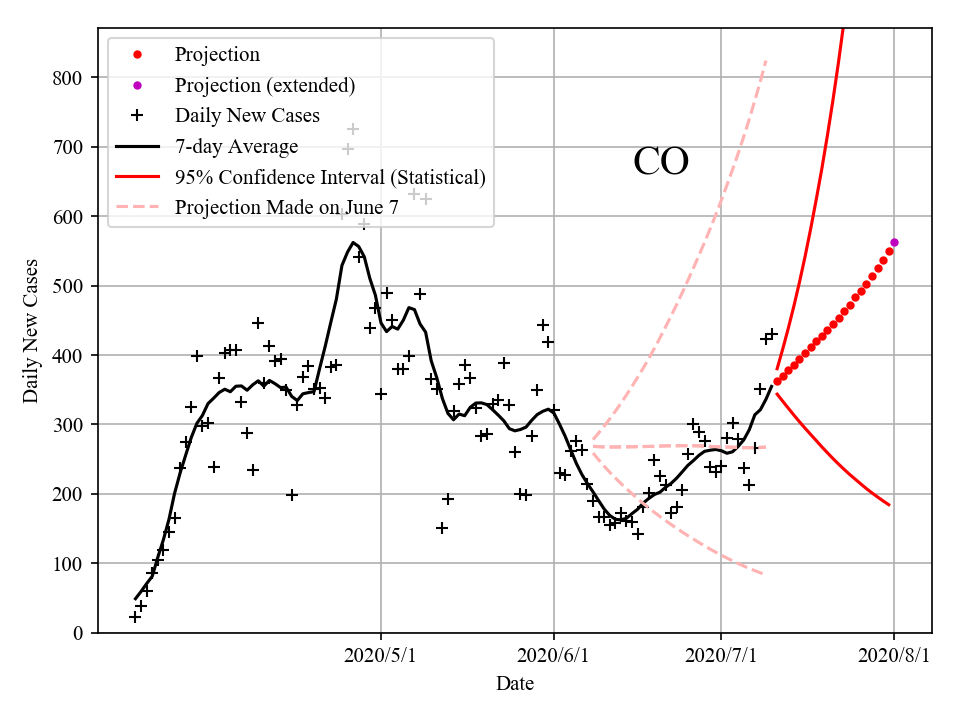 Projection
Projection (extended)
Daily New Cases
7-day Average
95% Confidence Interval (Statistical)
Projection Made on June 7
CO
Daily New Cases
800
700
600
500
400
300
200
100
0
2020/5/1 2020/6/1 2020/7/1 2020/8/1
Date